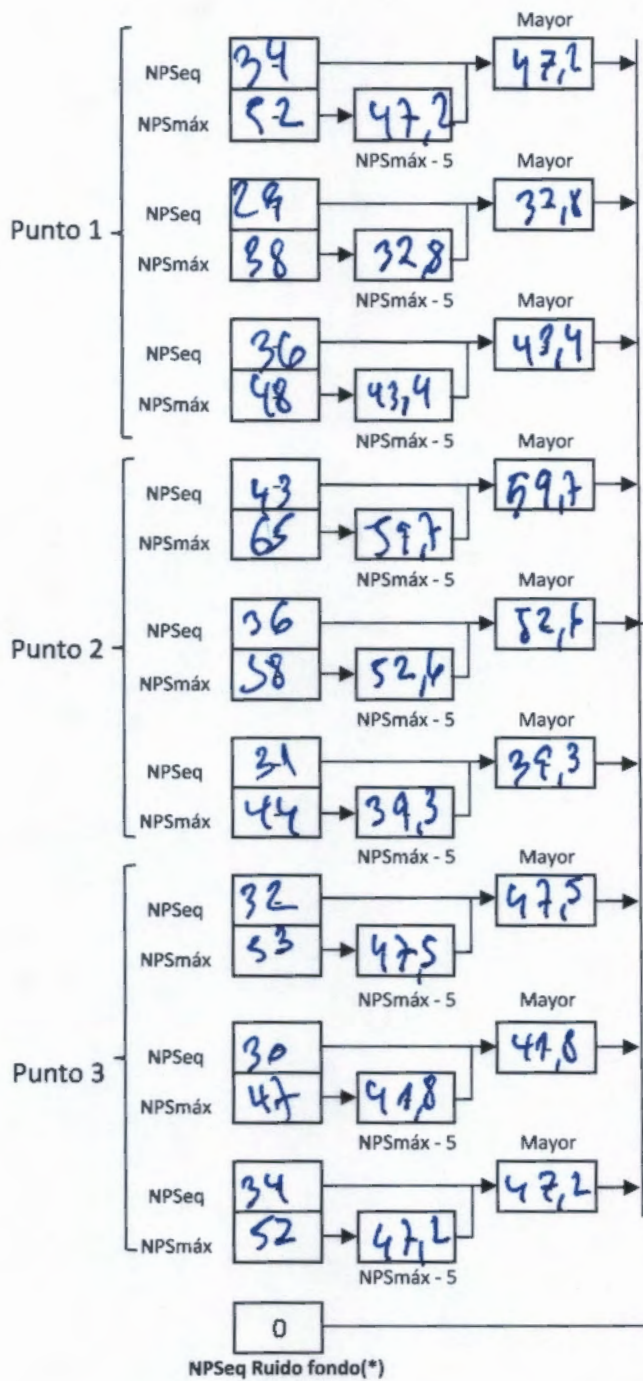 Mayor
NPSeq 34 47,2
NPSmáx 52 47,2
NPSmáx - 5
Mayor
Punto 1
NPSeq 29 32,8
NPSmáx 38 32,8
NPSmáx - 5
Mayor
NPSeq 36 43,4
NPSmáx 48 43,4
NPSmáx - 5
Mayor
NPSeq 43 59,7
NPSmáx 65 59,7
NPSmáx - 5
Mayor
Punto 2
NPSeq 36 52,6
NPSmáx 58 52,6
NPSmáx - 5
Mayor
NPSeq 31 39,3
NPSmáx 44 39,3
NPSmáx - 5
Mayor
NPSeq 32 47,5
NPSmáx 53 47,5
NPSmáx - 5
Mayor
Punto 3
NPSeq 30 41,8
NPSmáx 47 41,8
NPSmáx - 5
Mayor
NPSeq 34 47,2
NPSmáx 52 47,2
NPSmáx - 5
0
NPSeq Ruido fondo(*)